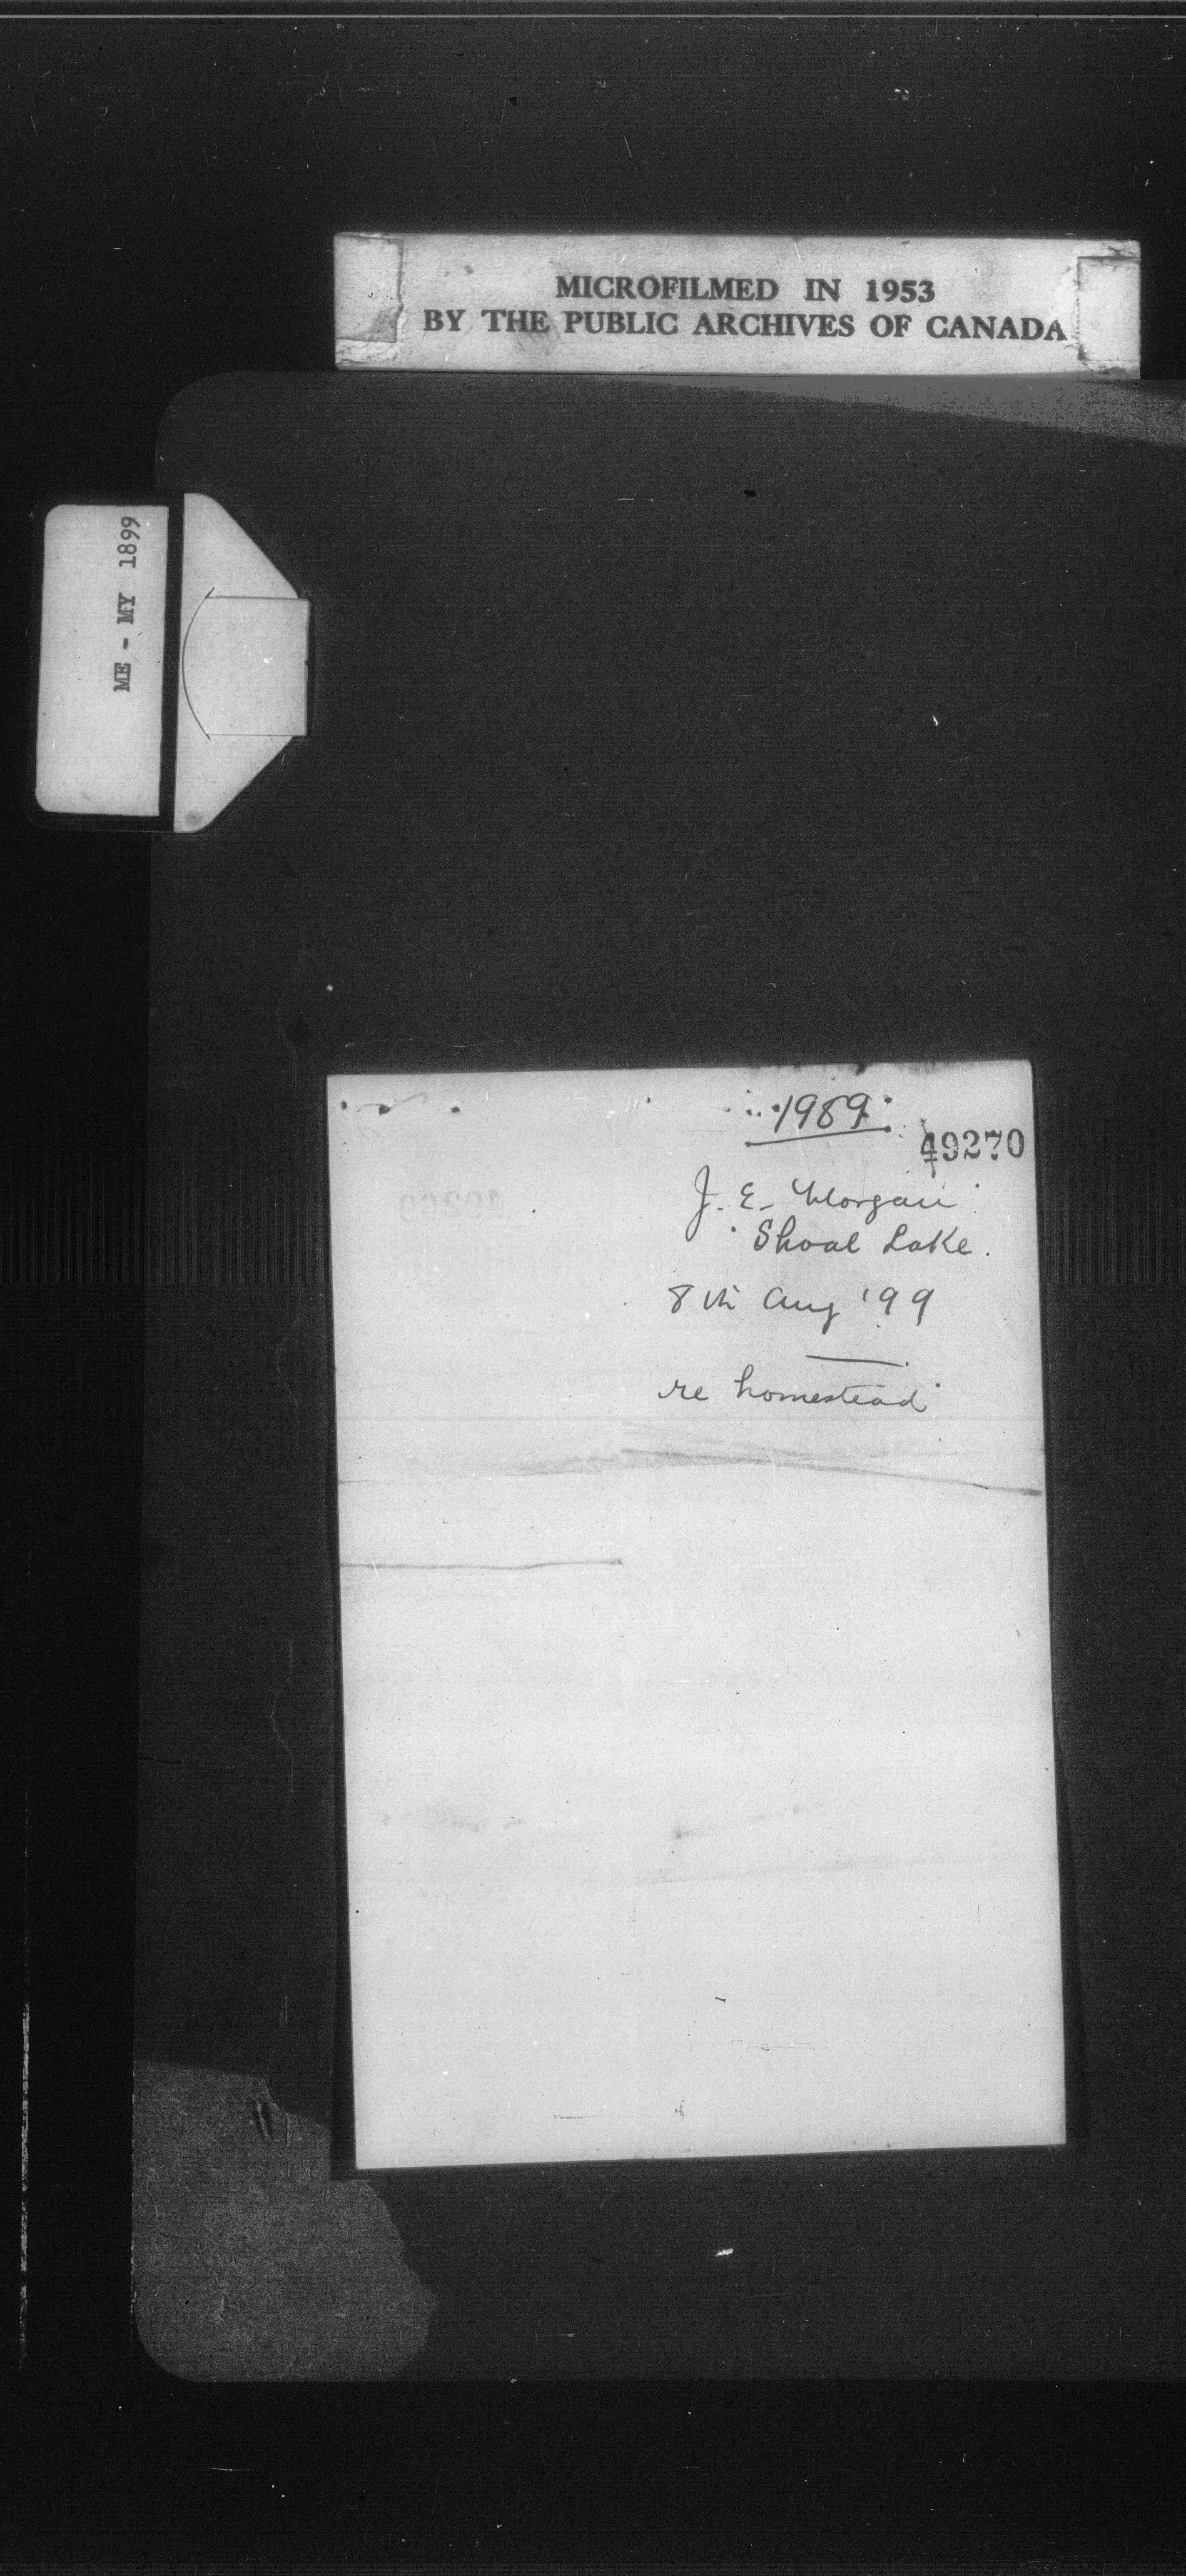 MICROFILMED IN 1953
BY THE PUBLIC ARCHIVES OF CANADA
ME - MY 1899
1989
49270
J. E. Morgan
Shoal Lake.
8th Aug '99
re homestead